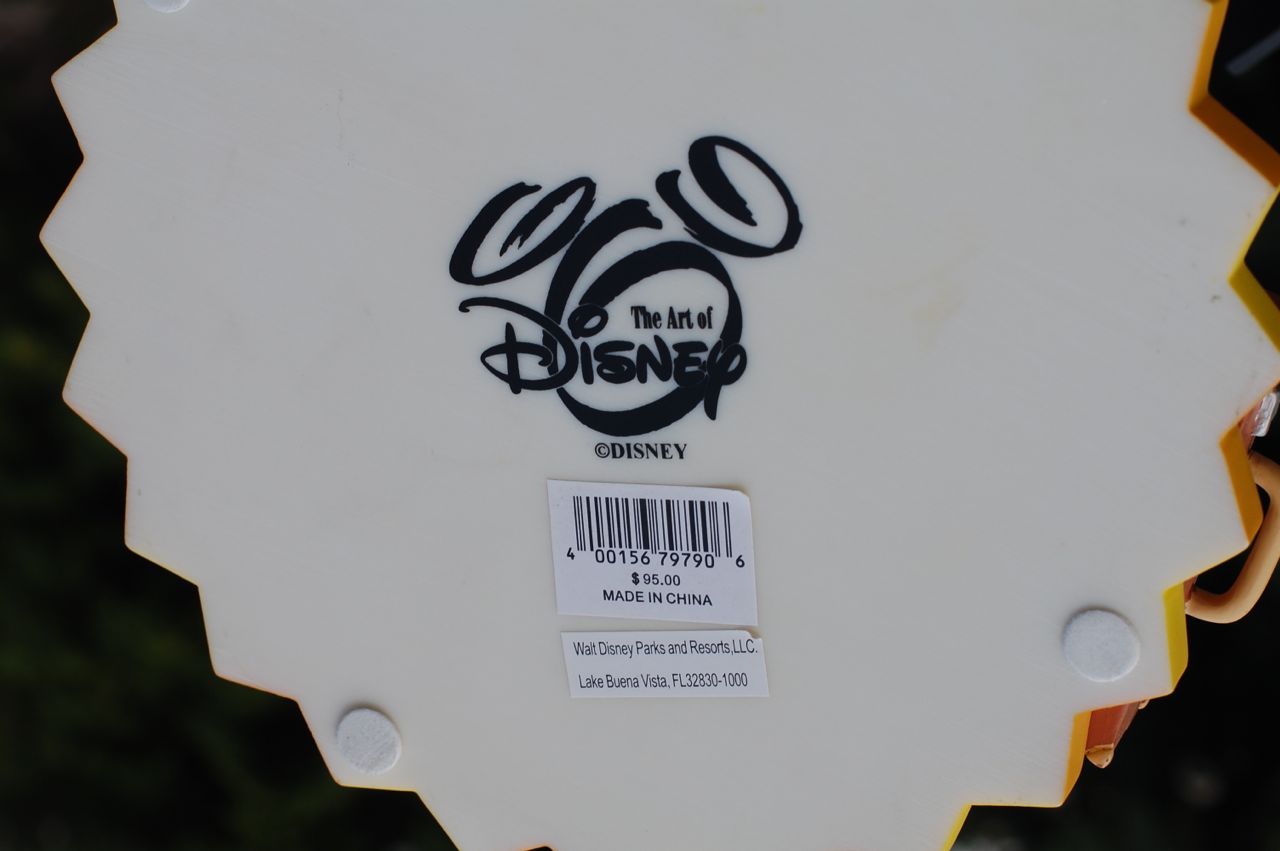 The Art of
Disney
©DISNEY
4 00156 79790 6
$95.00
MADE IN CHINA
Walt Disney Parks and Resorts,LLC.
Lake Buena Vista, FL32830-1000